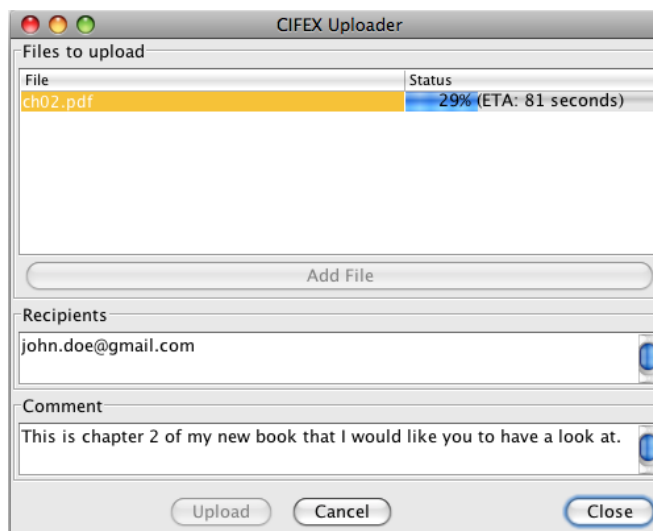 CIFEX Uploader
Files to upload
File Status
ch02.pdf 29% (ETA: 81 seconds)
Add File
Recipients
john.doe@gmail.com
Comment
This is chapter 2 of my new book that I would like you to have a look at.
Upload Cancel Close